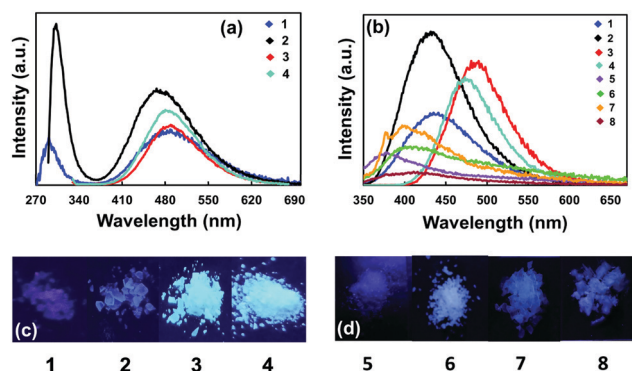 (a)
1
2
3
4
Intensity (a.u.)
270 340 410 480 550 620 690
Wavelength (nm)
(b)
1
2
3
4
5
6
7
8
Intensity (a.u.)
350 400 450 500 550 600 650
Wavelength (nm)
(c)
1 2 3 4
(d)
5 6 7 8